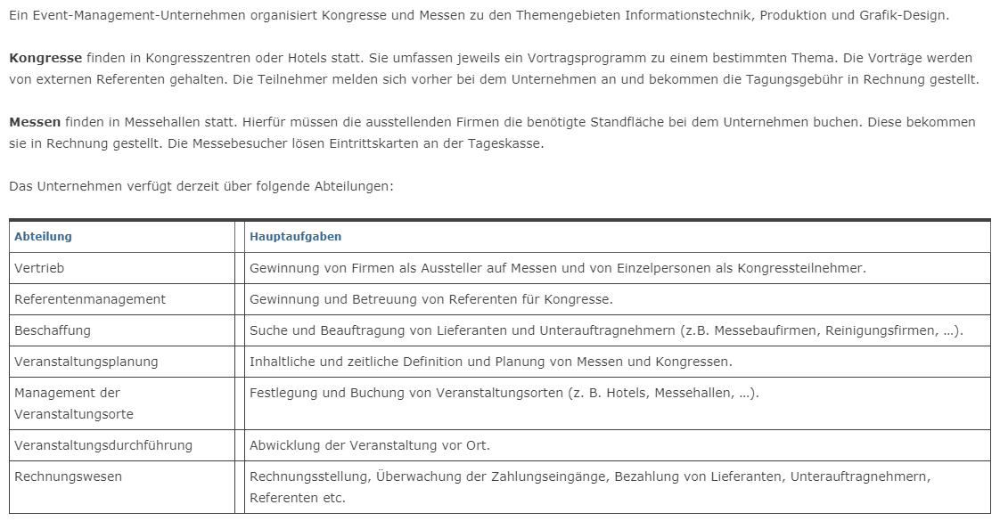 Ein Event-Management-Unternehmen organisiert Kongresse und Messen zu den Themengebieten Informationstechnik, Produktion und Grafik-Design.
Kongresse finden in Kongresszentren oder Hotels statt. Sie umfassen jeweils ein Vortragsprogramm zu einem bestimmten Thema. Die Vorträge werden
von externen Referenten gehalten. Die Teilnehmer melden sich vorher bei dem Unternehmen an und bekommen die Tagungsgebühr in Rechnung gestellt.
Messen finden in Messehallen statt. Hierfür müssen die ausstellenden Firmen die benötigte Standfläche bei dem Unternehmen buchen. Diese bekommen
sie in Rechnung gestellt. Die Messebesucher lösen Eintrittskarten an der Tageskasse.
Das Unternehmen verfügt derzeit über folgende Abteilungen:
Abteilung Hauptaufgaben
Vertrieb Gewinnung von Firmen als Aussteller auf Messen und von Einzelpersonen als Kongressteilnehmer.
Referentenmanagement Gewinnung und Betreuung von Referenten für Kongresse.
Beschaffung Suche und Beauftragung von Lieferanten und Unterauftragnehmern (z.B. Messebaufirmen, Reinigungsfirmen, …).
Veranstaltungsplanung Inhaltliche und zeitliche Definition und Planung von Messen und Kongressen.
Management der Festlegung und Buchung von Veranstaltungsorten (z. B. Hotels, Messehallen, …).
Veranstaltungsorte
Veranstaltungsdurchführung Abwicklung der Veranstaltung vor Ort.
Rechnungswesen Rechnungsstellung, Überwachung der Zahlungseingänge, Bezahlung von Lieferanten, Unterauftragnehmern,
Referenten etc.